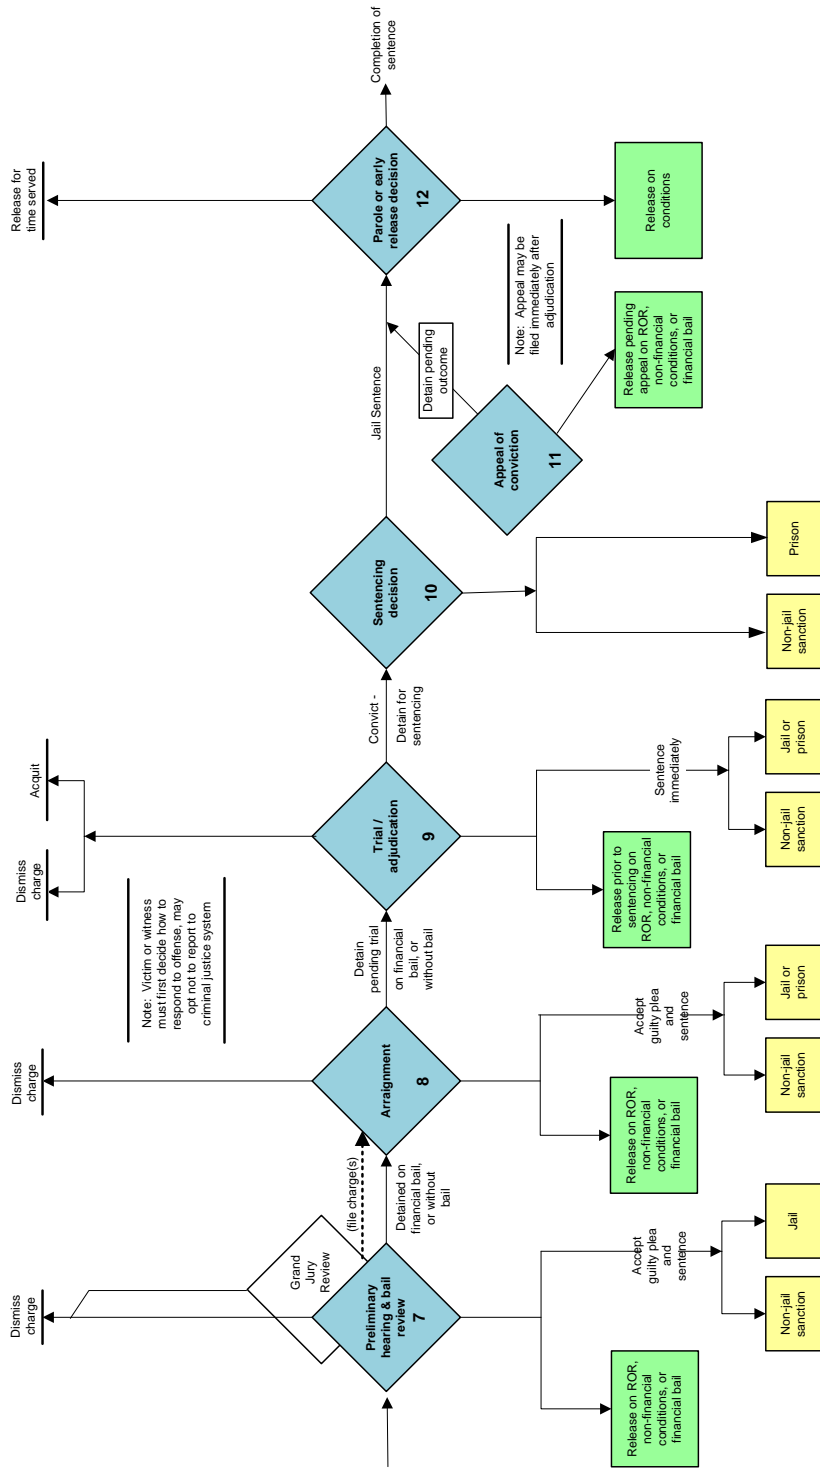 Dismiss
charge
Grand
Jury
Review
Preliminary
hearing & bail
review
7
(file charge(s)
Detained on
financial bail,
or without
bail
Release on ROR,
non-financial
conditions, or
financial bail
Accept
guilty plea
and
sentence
Non-jail
sanction
Jail
Dismiss
charge
Arraignment
8
Detain
pending trial
on financial
bail, or
without bail
Release on ROR,
non-financial
conditions, or
financial bail
Accept
guilty plea
and
sentence
Non-jail
sanction
Jail or
prison
Note: Victim or witness
must first decide how to
respond to offense, may
opt not to report to
criminal justice system
Dismiss
charge
Acquit
Trial /
adjudication
9
Convict -
Detain for
sentencing
Release prior to
sentencing on
ROR, non-financial
conditions, or
financial bail
Sentence
immediately
Non-jail
sanction
Jail or
prison
Sentencing
decision
10
Jail Sentence
Non-jail
sanction
Prison
Appeal of
conviction
11
Detain pending
outcome
Release pending
appeal on ROR,
non-financial
conditions, or
financial bail
Note: Appeal may be
filed immediately after
adjudication
Release for
time served
Parole or early
release decision
12
Completion of
sentence
Release on
conditions